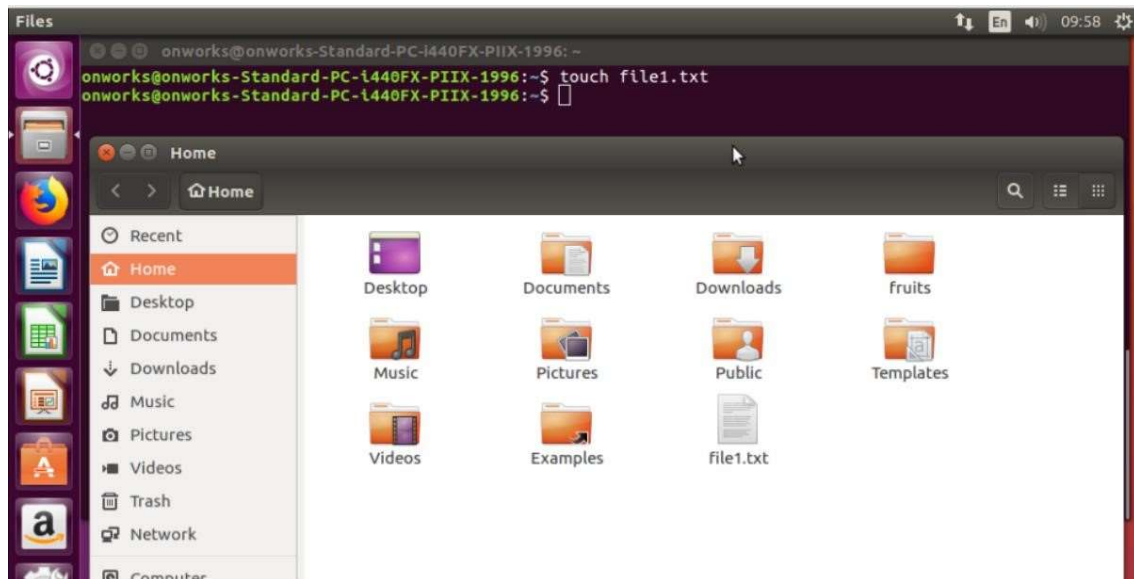 Files
En
09:58
onworks@onworks-Standard-PC-i440FX-PIIX-1996: ~
onworks@onworks-Standard-PC-i440FX-PIIX-1996:~$ touch file1.txt
onworks@onworks-Standard-PC-i440FX-PIIX-1996:~$
Home
Home
Recent
Home
Desktop
Documents
Downloads
Music
Pictures
Videos
Trash
Network
Computer
Desktop
Documents
Downloads
fruits
Music
Pictures
Public
Templates
Videos
Examples
file1.txt